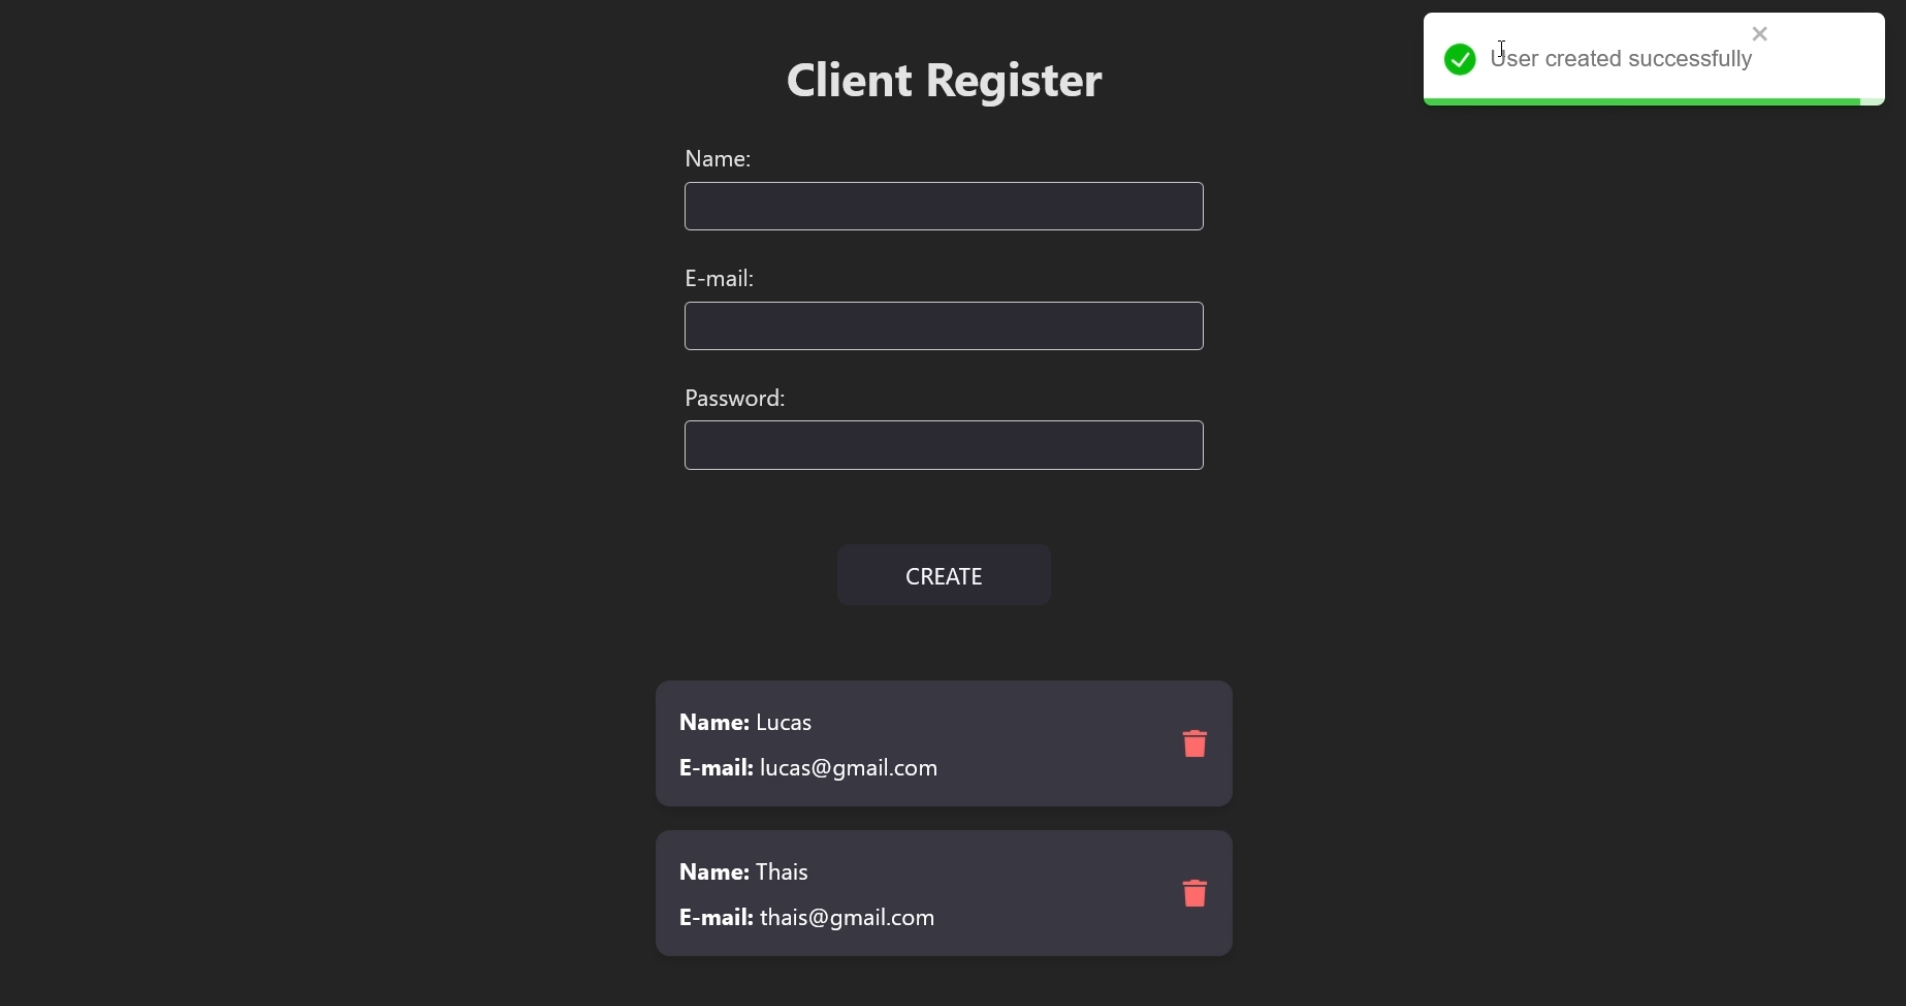 Client Register
User created successfully
Name:
E-mail:
Password:
CREATE
Name: Lucas
E-mail: lucas@gmail.com
Name: Thais
E-mail: thais@gmail.com